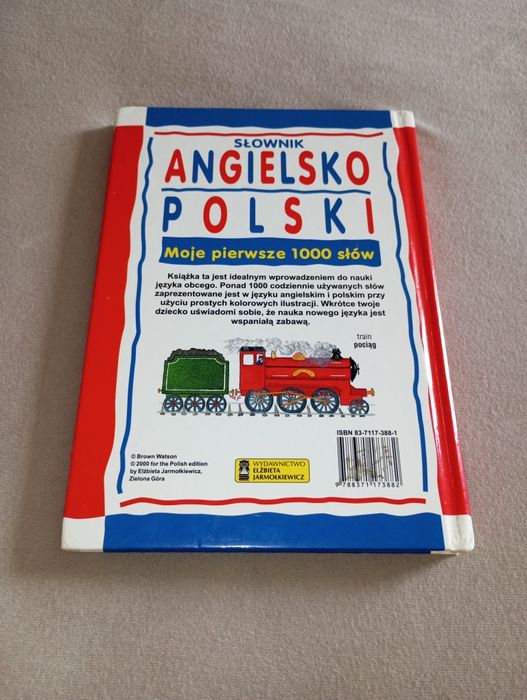 SŁOWNIK
ANGIELSKO
POLSKI
Moje pierwsze 1000 słów
Książka ta jest idealnym wprowadzeniem do nauki
języka obcego. Ponad 1000 codziennie używanych słów
zaprezentowane jest w języku angielskim i polskim przy
użyciu prostych kolorowych ilustracji. Wkrótce twoje
dziecko uświadomi sobie, że nauka nowego języka jest
wspaniałą zabawą.
train
pociąg
ISBN 83-7117-388-1
© Brown Watson
© 2000 for the Polish edition
by Elżbieta Jarmołkiewicz,
Zielona Góra
WYDAWNICTWO
ELŻBIETA
JARMOŁKIEWICZ
9 788371 173882